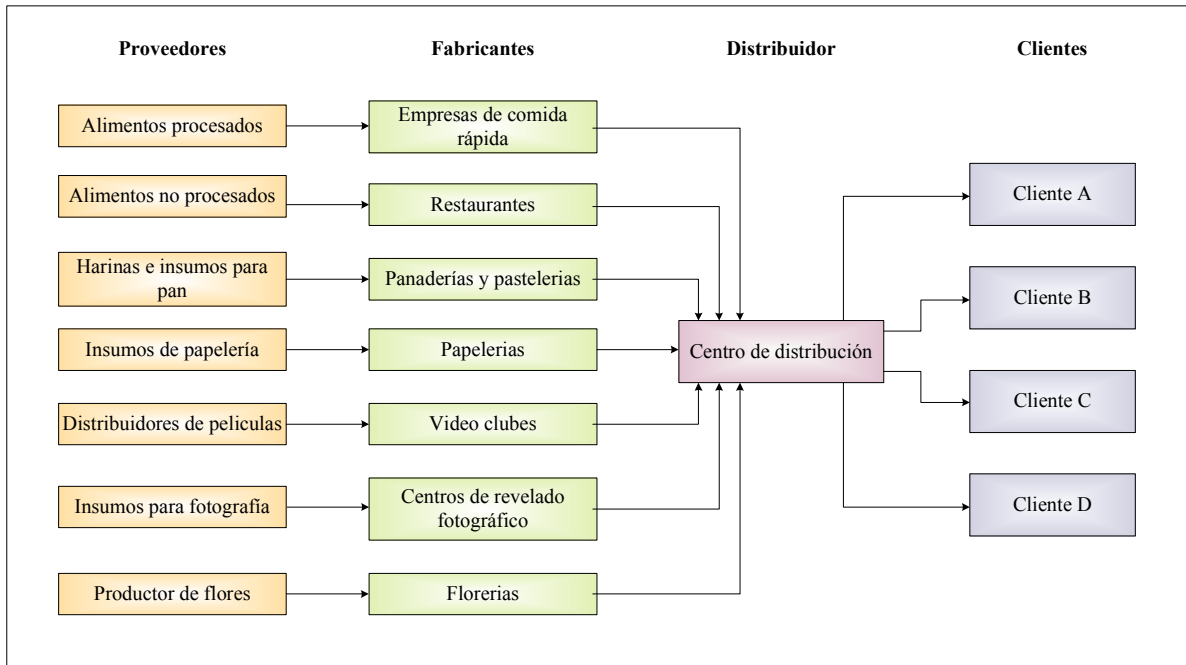 Proveedores
Fabricantes
Distribuidor
Clientes
Alimentos procesados
Empresas de comida
rápida
Alimentos no procesados
Restaurantes
Harinas e insumos para
pan
Panaderías y pastelerias
Insumos de papelería
Papelerias
Distribuidores de peliculas
Video clubes
Insumos para fotografía
Centros de revelado
fotográfico
Productor de flores
Florerias
Centro de distribución
Cliente A
Cliente B
Cliente C
Cliente D